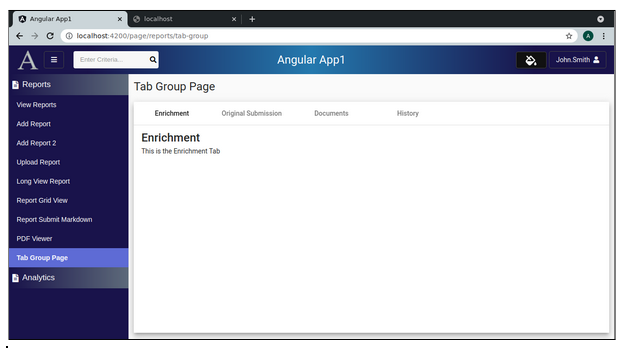 Angular App1
localhost
localhost:4200/page/reports/tab-group
A
A
Enter Criteria...
Angular App1
John.Smith
Reports
View Reports
Add Report
Add Report 2
Upload Report
Long View Report
Report Grid View
Report Submit Markdown
PDF Viewer
Tab Group Page
Analytics
Tab Group Page
Enrichment
Original Submission
Documents
History
Enrichment
This is the Enrichment Tab